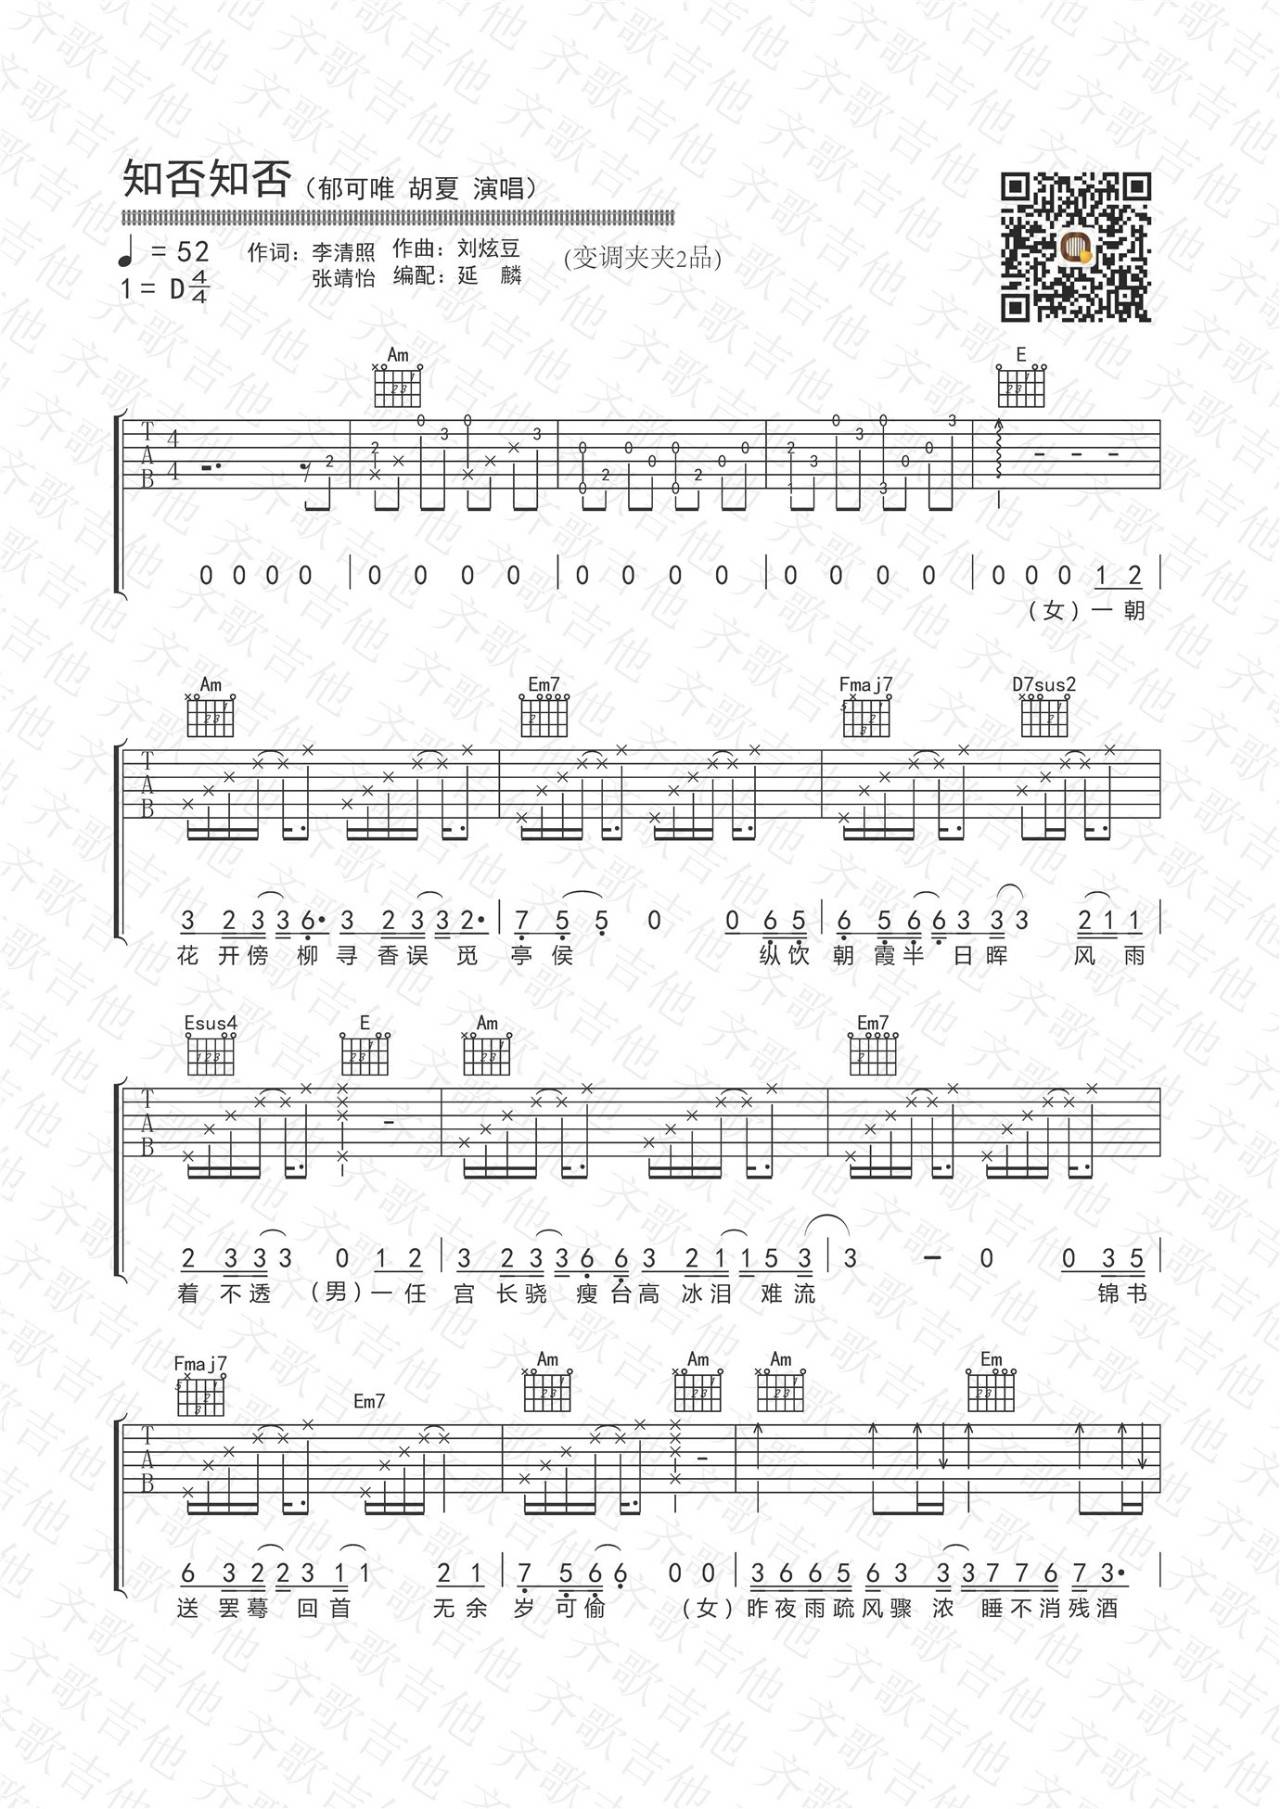 知否知否（郁可唯 胡夏 演唱）
♩= 52 作词：李清照 作曲：刘炫豆 (变调夹夹2品)
1= D 4/4 张靖怡 编配：延 麟
Am E
T A B 4/4
0 0 0 0 | 0 0 0 0 | 0 0 0 0 | 0 0 0 0 | 0 0 0 1 2 |
（女）一 朝
Am Em7 Fmaj7 D7sus2
T A B
3 2 3 3 6• 3 2 3 3 2• | 7 5 5 0 0 6 5 | 6 5 6 6 3 3 3 2 1 1 |
花 开 傍 柳 寻 香 误 觅 亭 侯 纵 饮 朝 霞 半 日 晖 风 雨
Esus4 E Am Em7
T A B
2 3 3 3 0 1 2 | 3 2 3 3 6 6 3 2 1 1 5 3 | 3 - 0 0 3 5 |
着 不 透 （男）一 任 宫 长 骁 瘦 台 高 冰 泪 难 流 锦 书
Fmaj7 Em7 Am Am Am Em
T A B
6 3 2 2 3 1 1 2 1 | 7 5 6 6 0 0 | 3 6 6 5 6 3 3 3 7 7 6 7 3• |
送 罢 蓦 回 首 无 余 岁 可 偷 （女）昨 夜 雨 疏 风 骤 浓 睡 不 消 残 酒
齐歌吉他